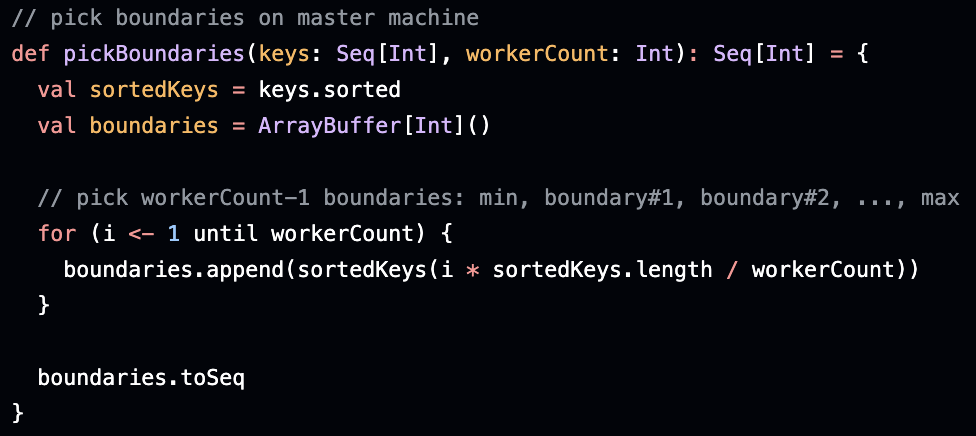 // pick boundaries on master machine
def pickBoundaries(keys: Seq[Int], workerCount: Int): Seq[Int] = {
  val sortedKeys = keys.sorted
  val boundaries = ArrayBuffer[Int]()

  // pick workerCount-1 boundaries: min, boundary#1, boundary#2, ..., max
  for (i <- 1 until workerCount) {
    boundaries.append(sortedKeys(i * sortedKeys.length / workerCount))
  }

  boundaries.toSeq
}